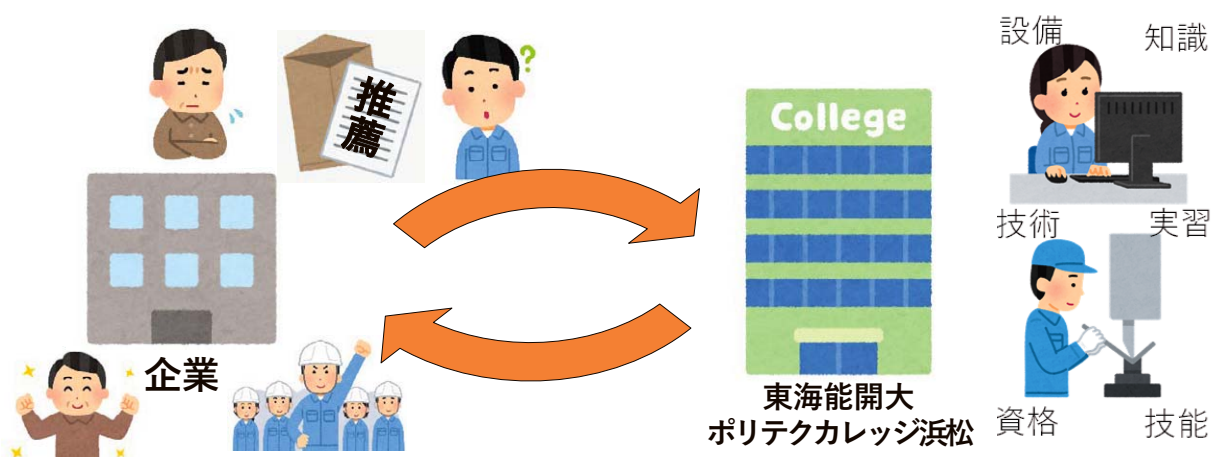 推薦
?
企業
College
東海能開大
ポリテクカレッジ浜松
設備
知識
技術
実習
資格
技能